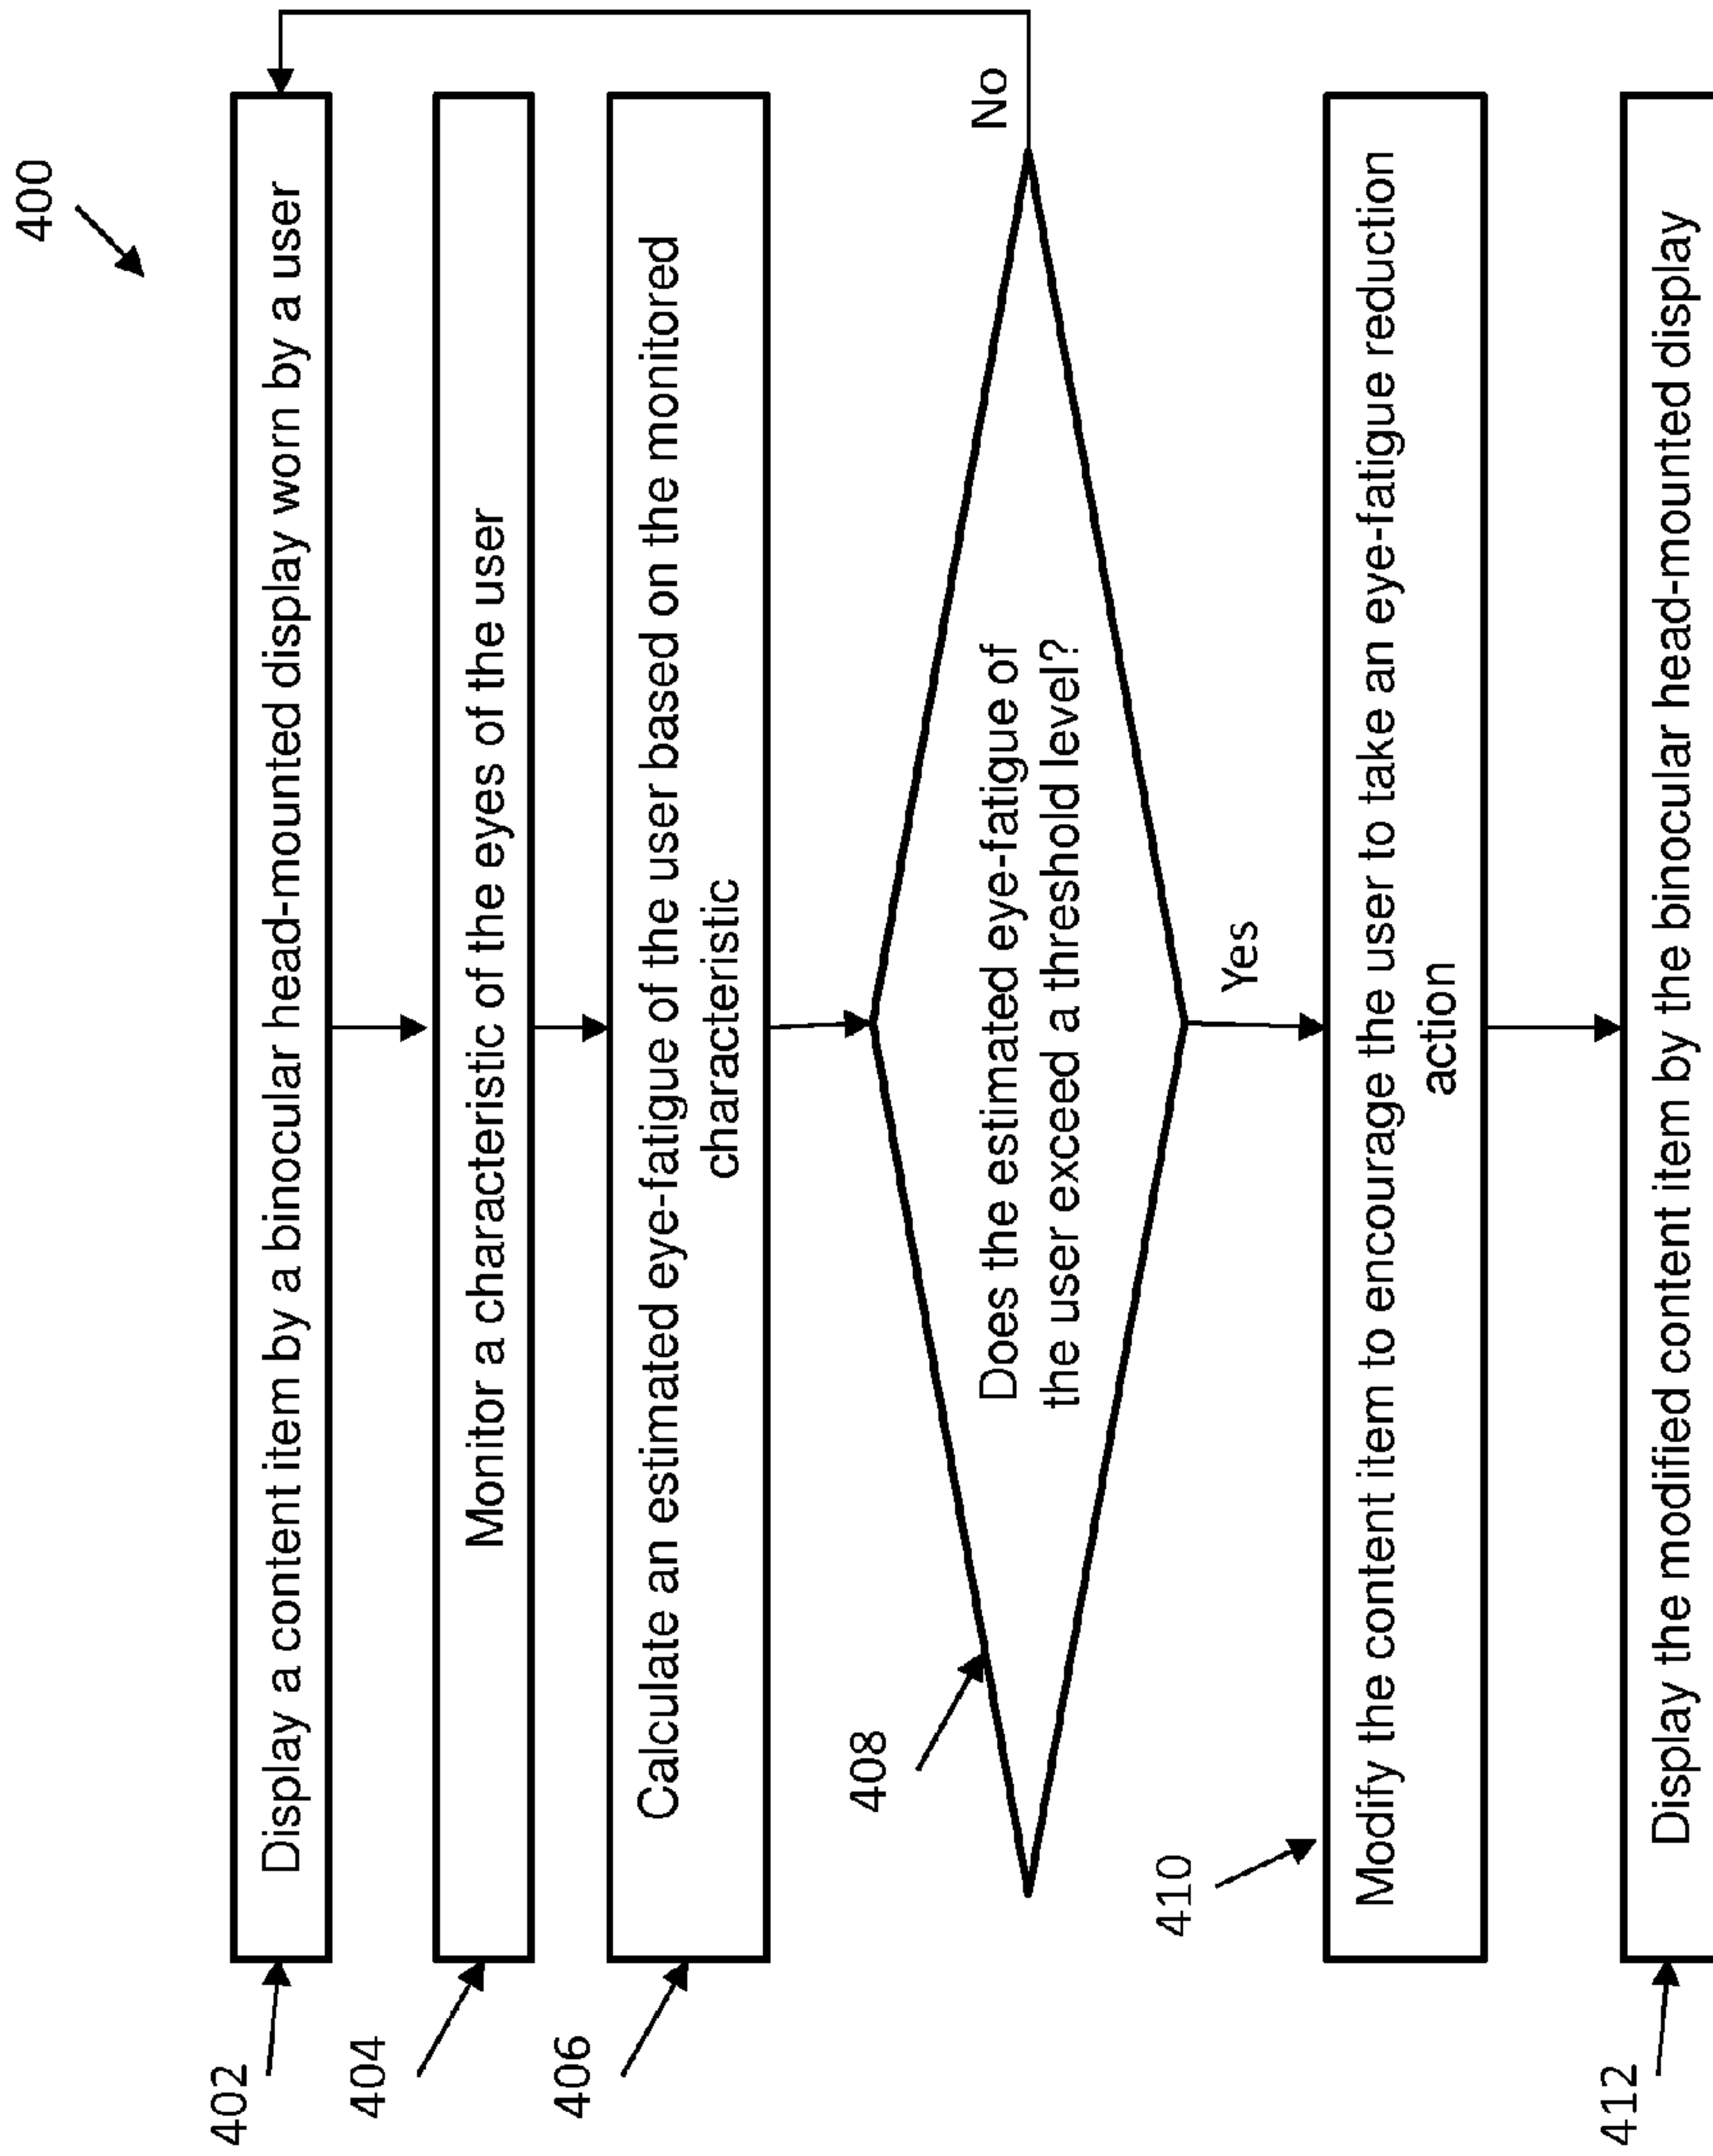 400
402
Display a content item by a binocular head-mounted display worn by a user
404
Monitor a characteristic of the eyes of the user
406
Calculate an estimated eye-fatigue of the user based on the monitored
characteristic
408
Does the estimated eye-fatigue of
the user exceed a threshold level?
No
Yes
410
Modify the content item to encourage the user to take an eye-fatigue reduction
action
412
Display the modified content item by the binocular head-mounted display